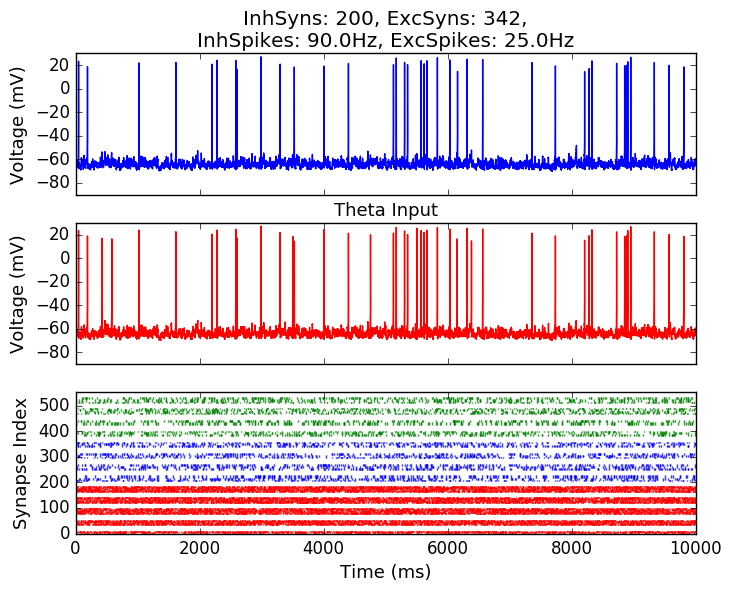 InhSyns: 200, ExcSyns: 342,
InhSpikes: 90.0Hz, ExcSpikes: 25.0Hz
20
0
−20
−40
−60
−80
Voltage (mV)
Theta Input
20
0
−20
−40
−60
−80
Voltage (mV)
500
400
300
200
100
0
Synapse Index
0 2000 4000 6000 8000 10000
Time (ms)